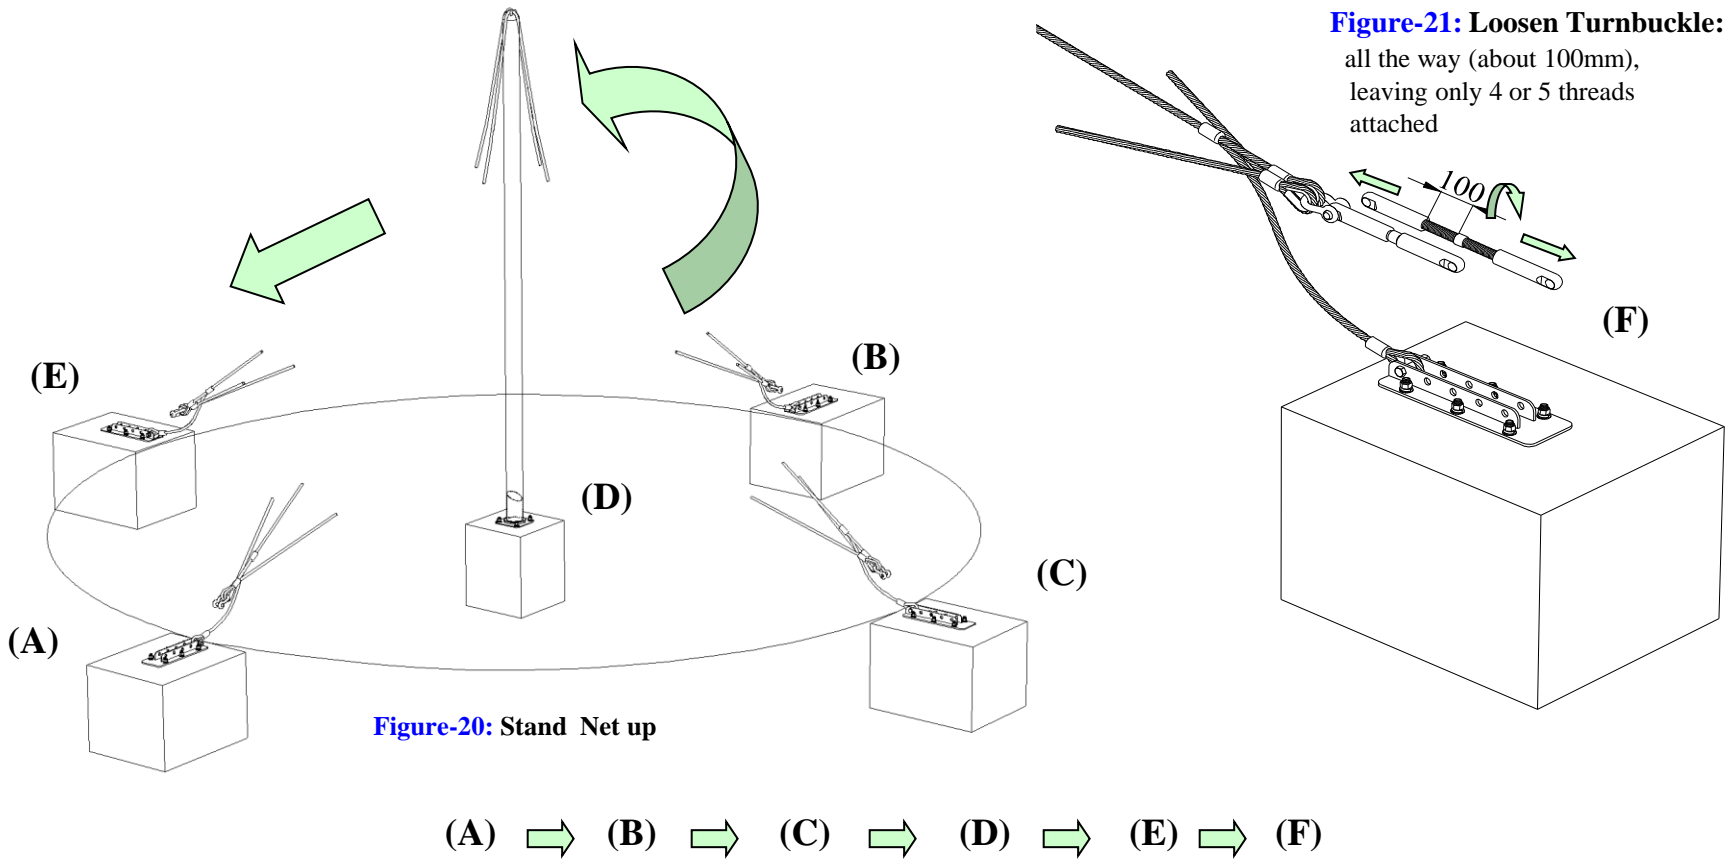 Figure-21: Loosen Turnbuckle:
all the way (about 100mm),
leaving only 4 or 5 threads
attached
100
(F)
(B)
(E)
(D)
(C)
(A)
Figure-20: Stand Net up
(A) (B) (C) (D) (E) (F)